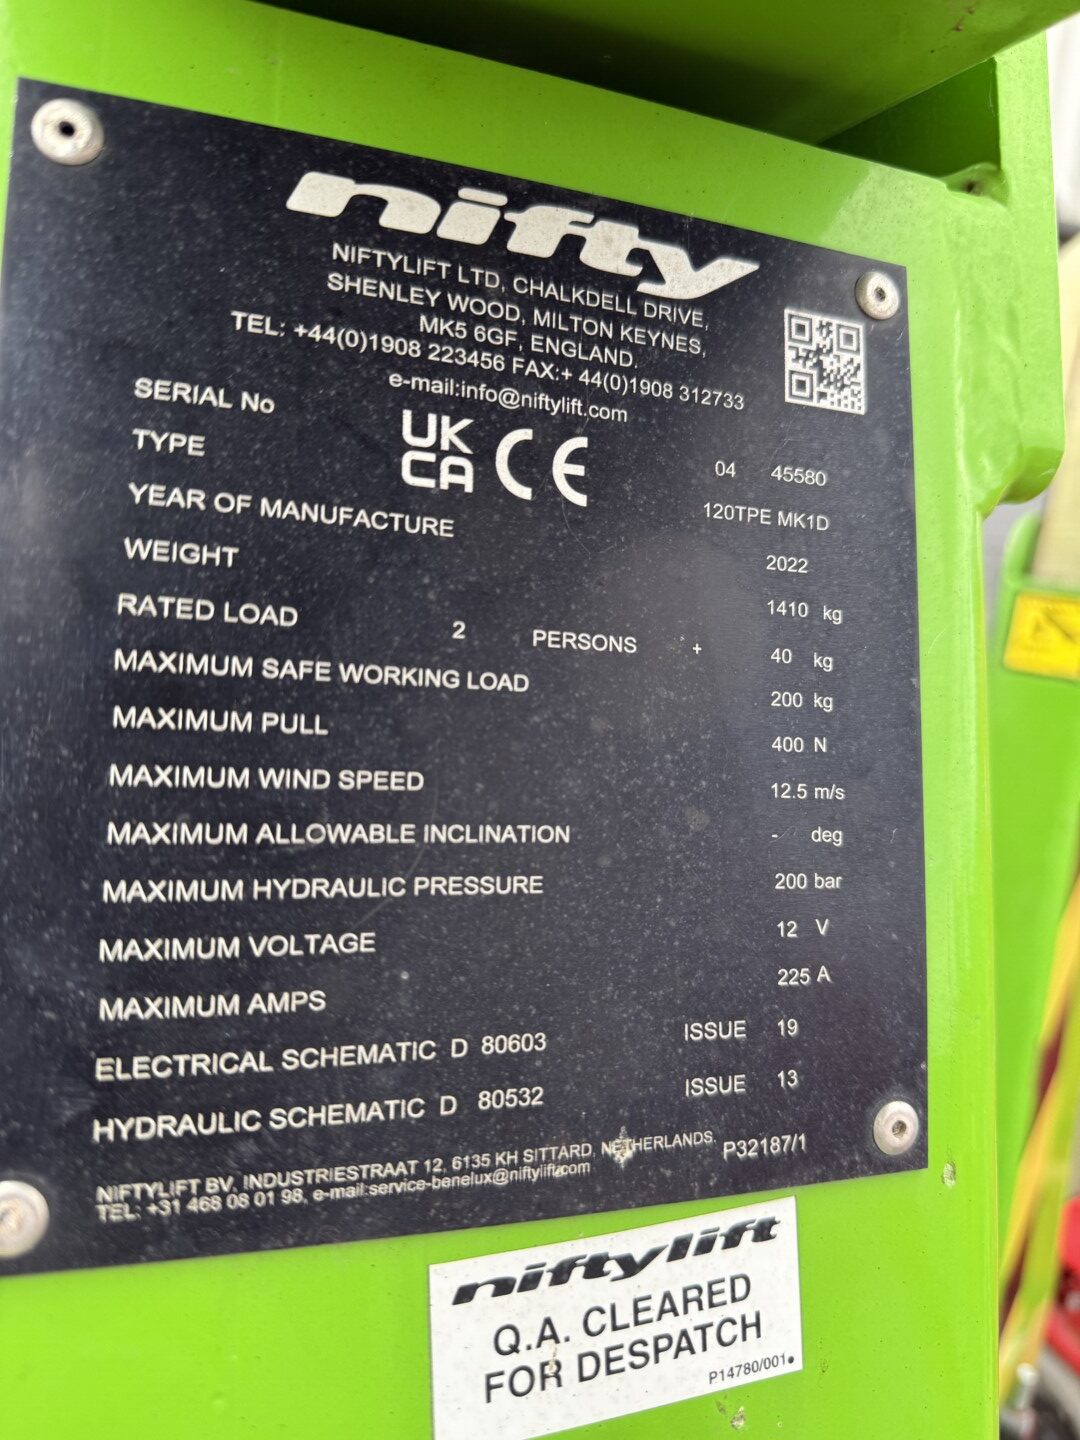 nifty
NIFTYLIFT LTD, CHALKDELL DRIVE,
SHENLEY WOOD, MILTON KEYNES,
MK5 6GF, ENGLAND.
TEL: +44(0)1908 223456 FAX:+ 44(0)1908 312733
e-mail:info@niftylift.com
UK
CA CE
SERIAL No 04 45580
TYPE 120TPE MK1D
YEAR OF MANUFACTURE 2022
WEIGHT 1410 kg
RATED LOAD 2 PERSONS + 40 kg
MAXIMUM SAFE WORKING LOAD 200 kg
MAXIMUM PULL 400 N
MAXIMUM WIND SPEED 12.5 m/s
MAXIMUM ALLOWABLE INCLINATION - deg
MAXIMUM HYDRAULIC PRESSURE 200 bar
MAXIMUM VOLTAGE 12 V
MAXIMUM AMPS 225 A
ELECTRICAL SCHEMATIC D 80603 ISSUE 19
HYDRAULIC SCHEMATIC D 80532 ISSUE 13
NIFTYLIFT BV, INDUSTRIESTRAAT 12, 6135 KH SITTARD, NETHERLANDS. P32187/1
TEL: +31 468 08 01 98, e-mail:service-benelux@niftylift.com
niftylift
Q.A. CLEARED
FOR DESPATCH
P14780/001